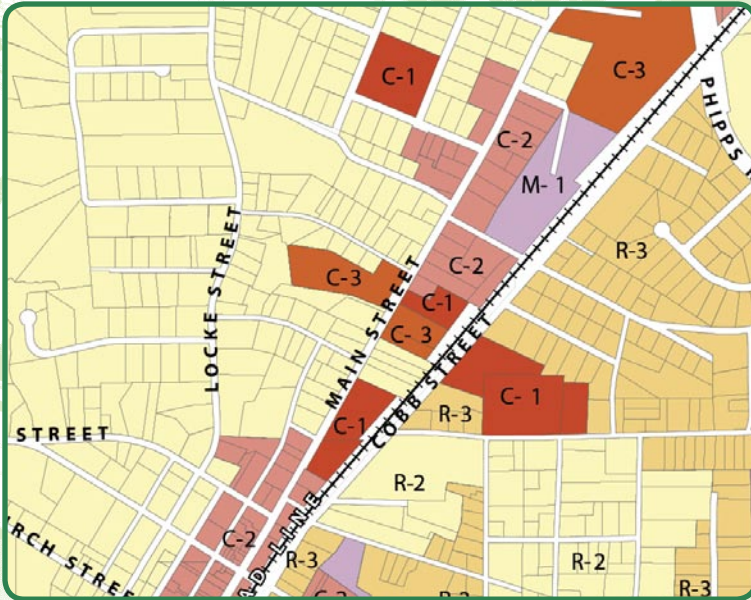 C-1
C-3
PHIPPS
C-2
M- 1
R-3
C-2
C-3
C-1
C- 3
LOCKE STREET
MAIN STREET
COBB STREET
C- 1
R-3
C-1
STREET
R-2
C-2
R-3
R-2
R-3